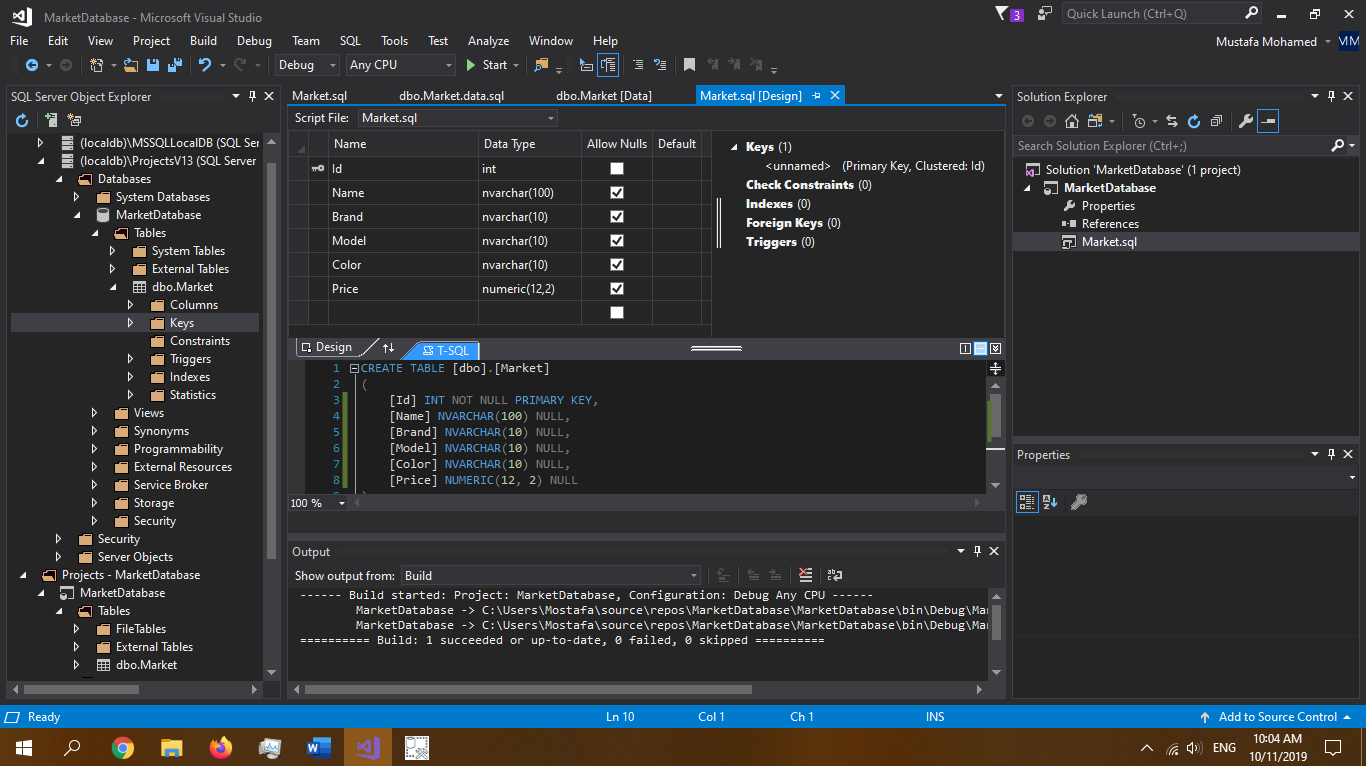 MarketDatabase - Microsoft Visual Studio
3
Quick Launch (Ctrl+Q)
File Edit View Project Build Debug Team SQL Tools Test Analyze Window Help
Mustafa Mohamed
MM
Debug
Any CPU
Start
SQL Server Object Explorer
(localdb)\MSSQLLocalDB (SQL Ser
(localdb)\ProjectsV13 (SQL Server
Databases
System Databases
MarketDatabase
Tables
System Tables
External Tables
dbo.Market
Columns
Keys
Constraints
Triggers
Indexes
Statistics
Views
Synonyms
Programmability
External Resources
Service Broker
Storage
Security
Security
Server Objects
Projects - MarketDatabase
MarketDatabase
Tables
FileTables
External Tables
dbo.Market
Market.sql dbo.Market.data.sql dbo.Market [Data] Market.sql [Design]
Script File: Market.sql
Name Data Type Allow Nulls Default
Id int
Name nvarchar(100)
Brand nvarchar(10)
Model nvarchar(10)
Color nvarchar(10)
Price numeric(12,2)
Keys (1)
<unnamed> (Primary Key, Clustered: Id)
Check Constraints (0)
Indexes (0)
Foreign Keys (0)
Triggers (0)
Design
T-SQL
1 CREATE TABLE [dbo].[Market]
2 (
3 [Id] INT NOT NULL PRIMARY KEY,
4 [Name] NVARCHAR(100) NULL,
5 [Brand] NVARCHAR(10) NULL,
6 [Model] NVARCHAR(10) NULL,
7 [Color] NVARCHAR(10) NULL,
8 [Price] NUMERIC(12, 2) NULL
100 %
Output
Show output from: Build
------ Build started: Project: MarketDatabase, Configuration: Debug Any CPU ------
MarketDatabase -> C:\Users\Mostafa\source\repos\MarketDatabase\MarketDatabase\bin\Debug\Mar
MarketDatabase -> C:\Users\Mostafa\source\repos\MarketDatabase\MarketDatabase\bin\Debug\Mar
========== Build: 1 succeeded or up-to-date, 0 failed, 0 skipped ==========
Solution Explorer
Search Solution Explorer (Ctrl+;)
Solution 'MarketDatabase' (1 project)
MarketDatabase
Properties
References
Market.sql
Properties
Ready
Ln 10 Col 1 Ch 1 INS
Add to Source Control
ENG
10:04 AM
10/11/2019